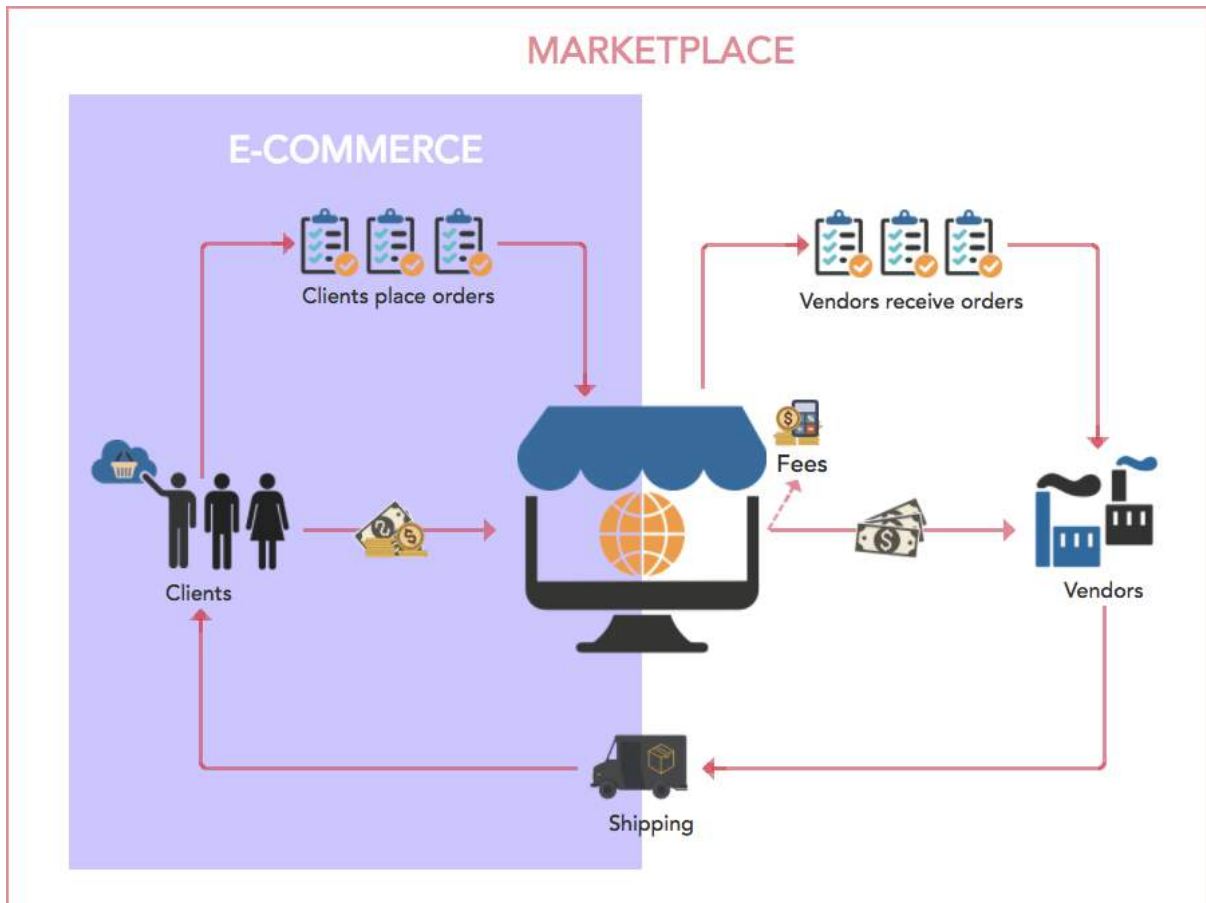 MARKETPLACE
E-COMMERCE
Clients place orders
Vendors receive orders
Fees
Clients
Vendors
Shipping